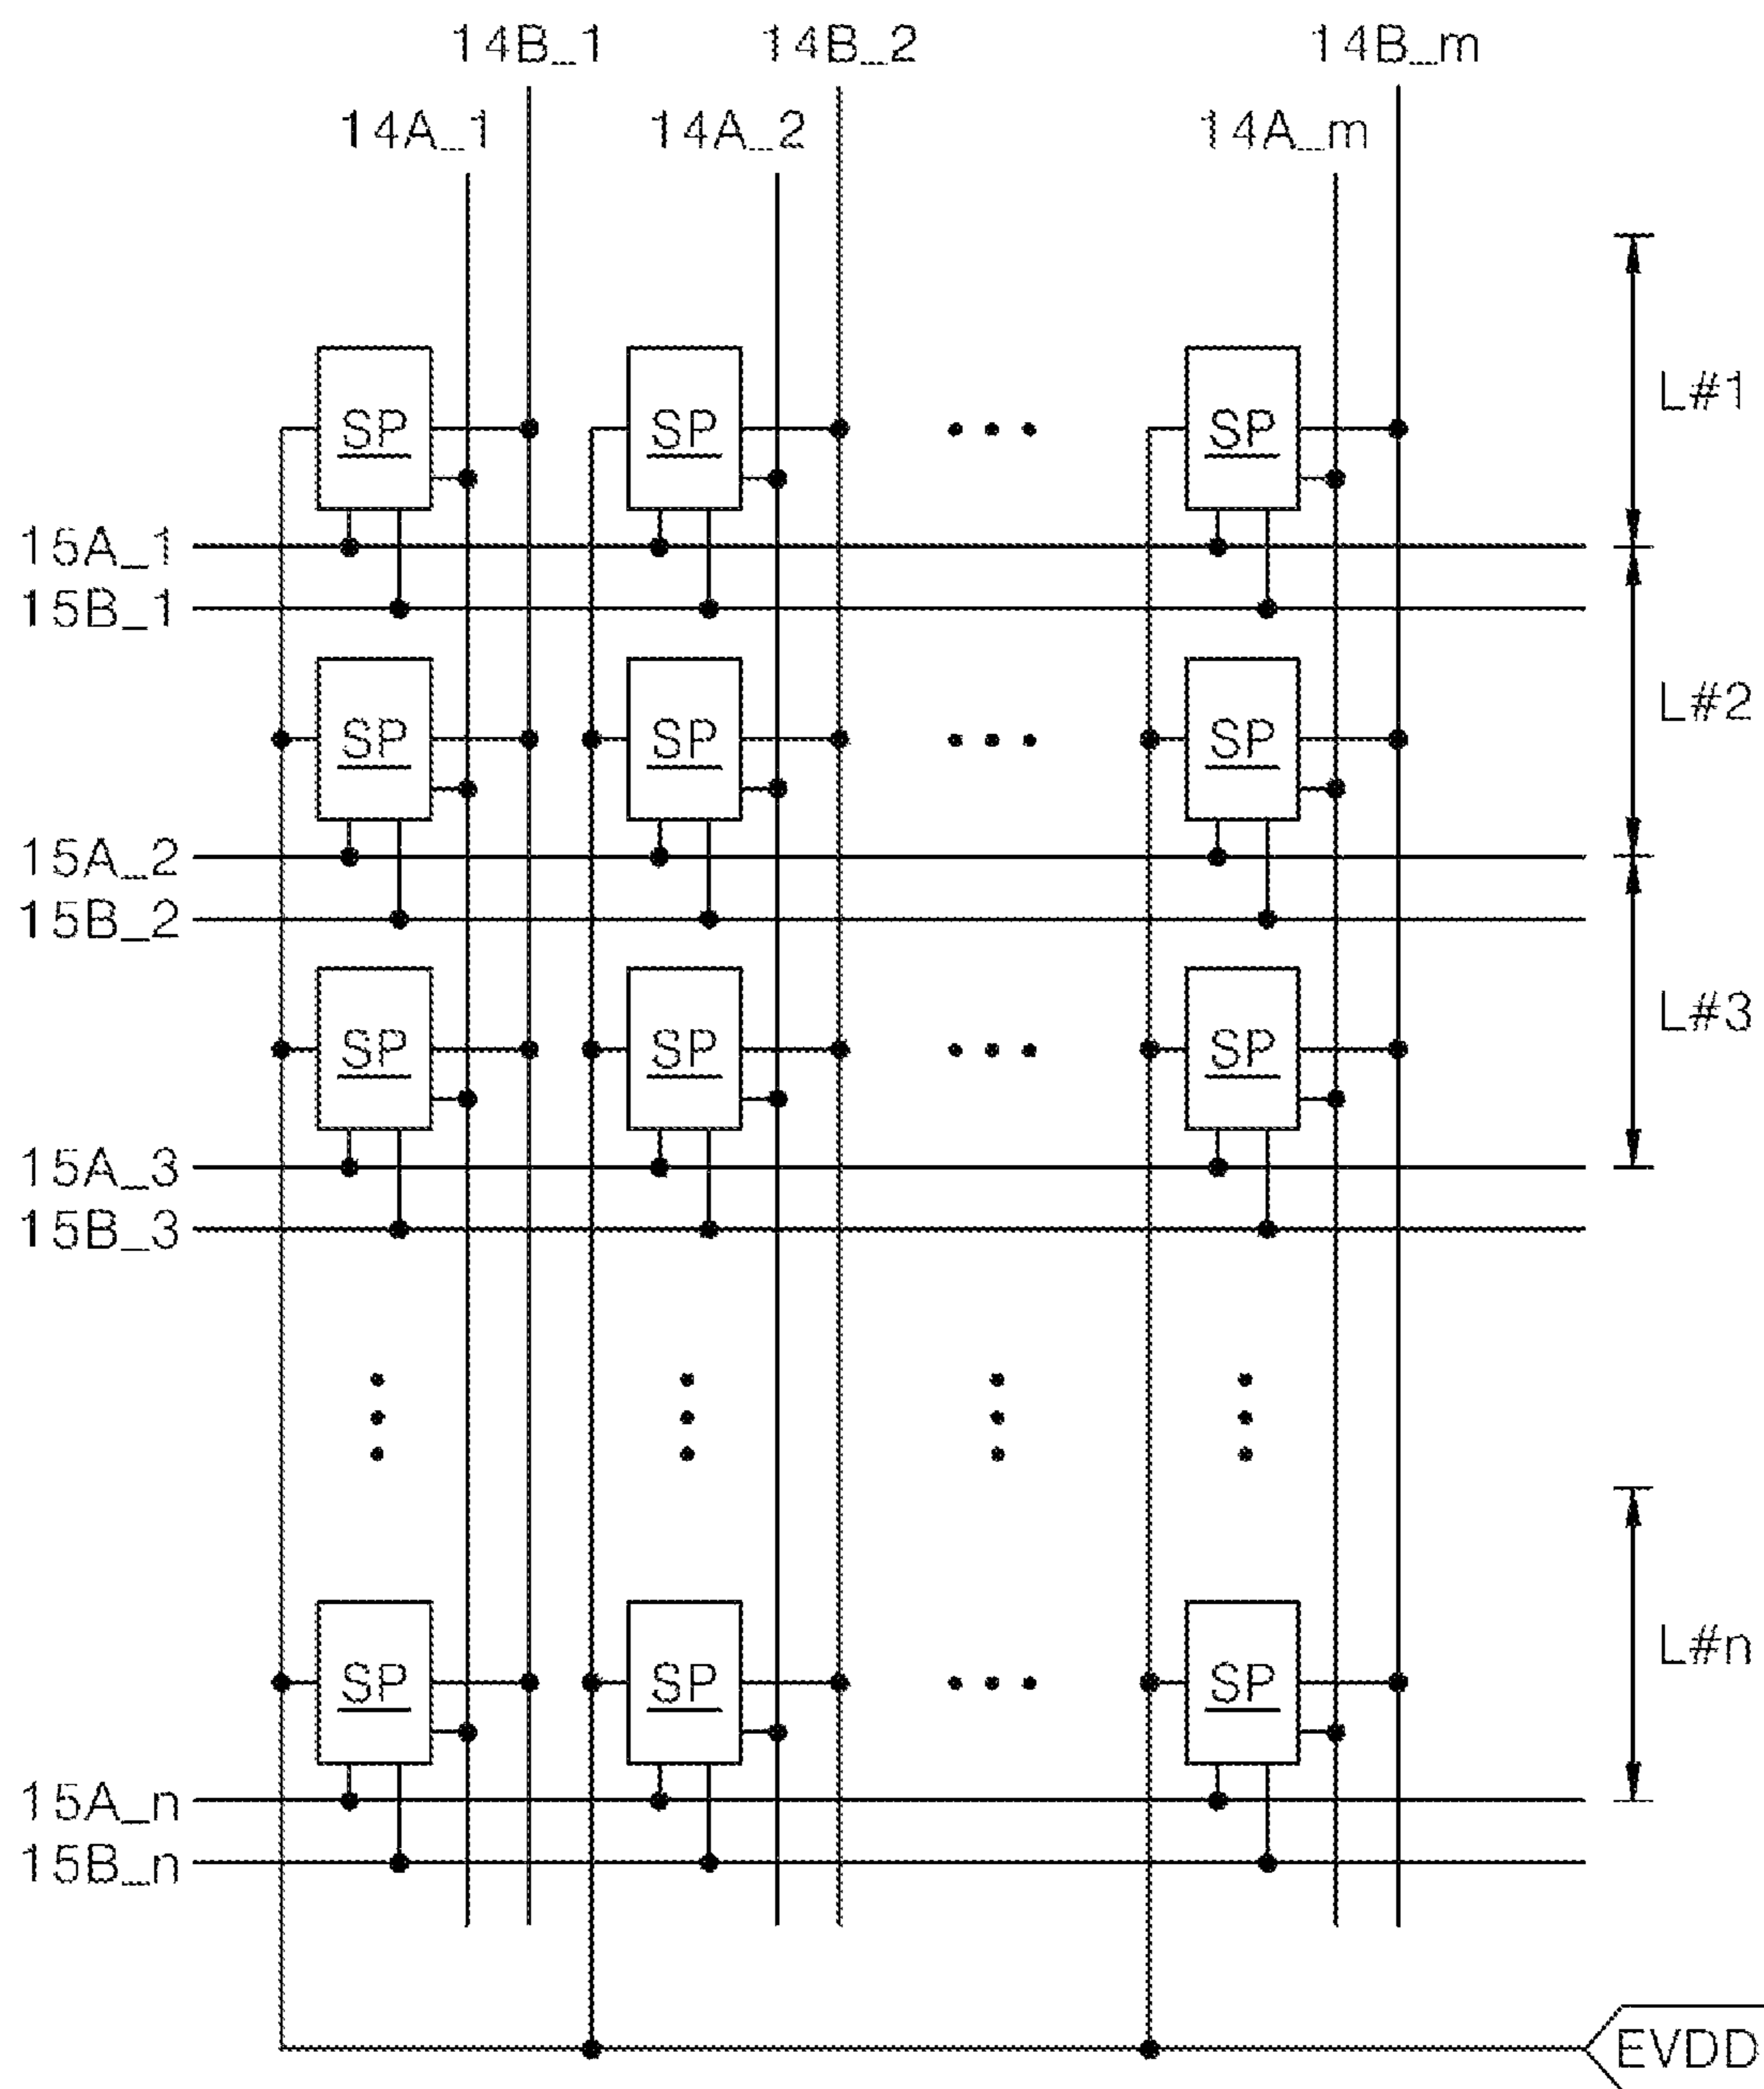 14B_1 14B_2 14B_m
14A_1 14A_2 14A_m
SP SP SP L#1
15A_1
15B_1
SP SP SP L#2
15A_2
15B_2
SP SP SP L#3
15A_3
15B_3
SP SP SP L#n
15A_n
15B_n
EVDD